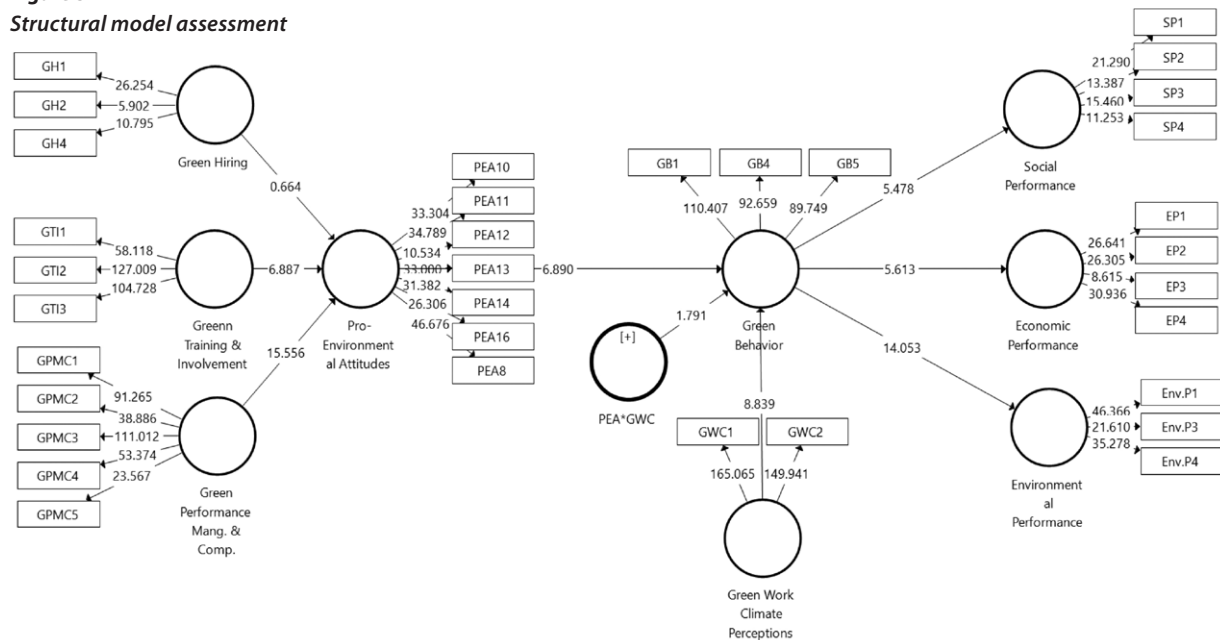 Structural model assessment
GH1
GH2
GH4
26.254
5.902
10.795
Green Hiring
0.664
GTI1
GTI2
GTI3
58.118
127.009
104.728
Greenn
Training &
Involvement
6.887
GPMC1
GPMC2
GPMC3
GPMC4
GPMC5
91.265
38.886
111.012
53.374
23.567
Green
Performance
Mang. &
Comp.
15.556
Pro-
Environment
al Attitudes
33.304
34.789
10.534
33.000
31.382
26.306
46.676
PEA10
PEA11
PEA12
PEA13
PEA14
PEA16
PEA8
6.890
GB1
GB4
GB5
110.407
92.659
89.749
Green
Behavior
[+]
PEA*GWC
1.791
8.839
GWC1
GWC2
165.065
149.941
Green Work
Climate
Perceptions
5.478
5.613
14.053
SP1
SP2
SP3
SP4
21.290
13.387
15.460
11.253
Social
Performance
EP1
EP2
EP3
EP4
26.641
26.305
8.615
30.936
Economic
Performance
Env.P1
Env.P3
Env.P4
46.366
21.610
35.278
Environment
al
Performance